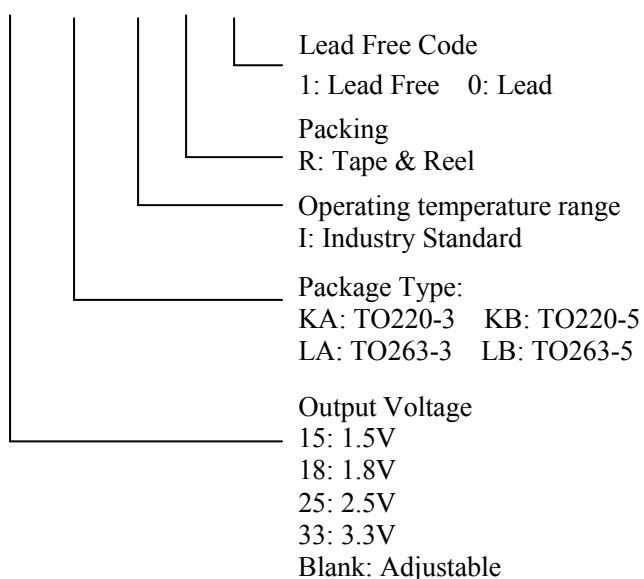 Lead Free Code
1: Lead Free 0: Lead
Packing
R: Tape & Reel
Operating temperature range
I: Industry Standard
Package Type:
KA: TO220-3 KB: TO220-5
LA: TO263-3 LB: TO263-5
Output Voltage
15: 1.5V
18: 1.8V
25: 2.5V
33: 3.3V
Blank: Adjustable